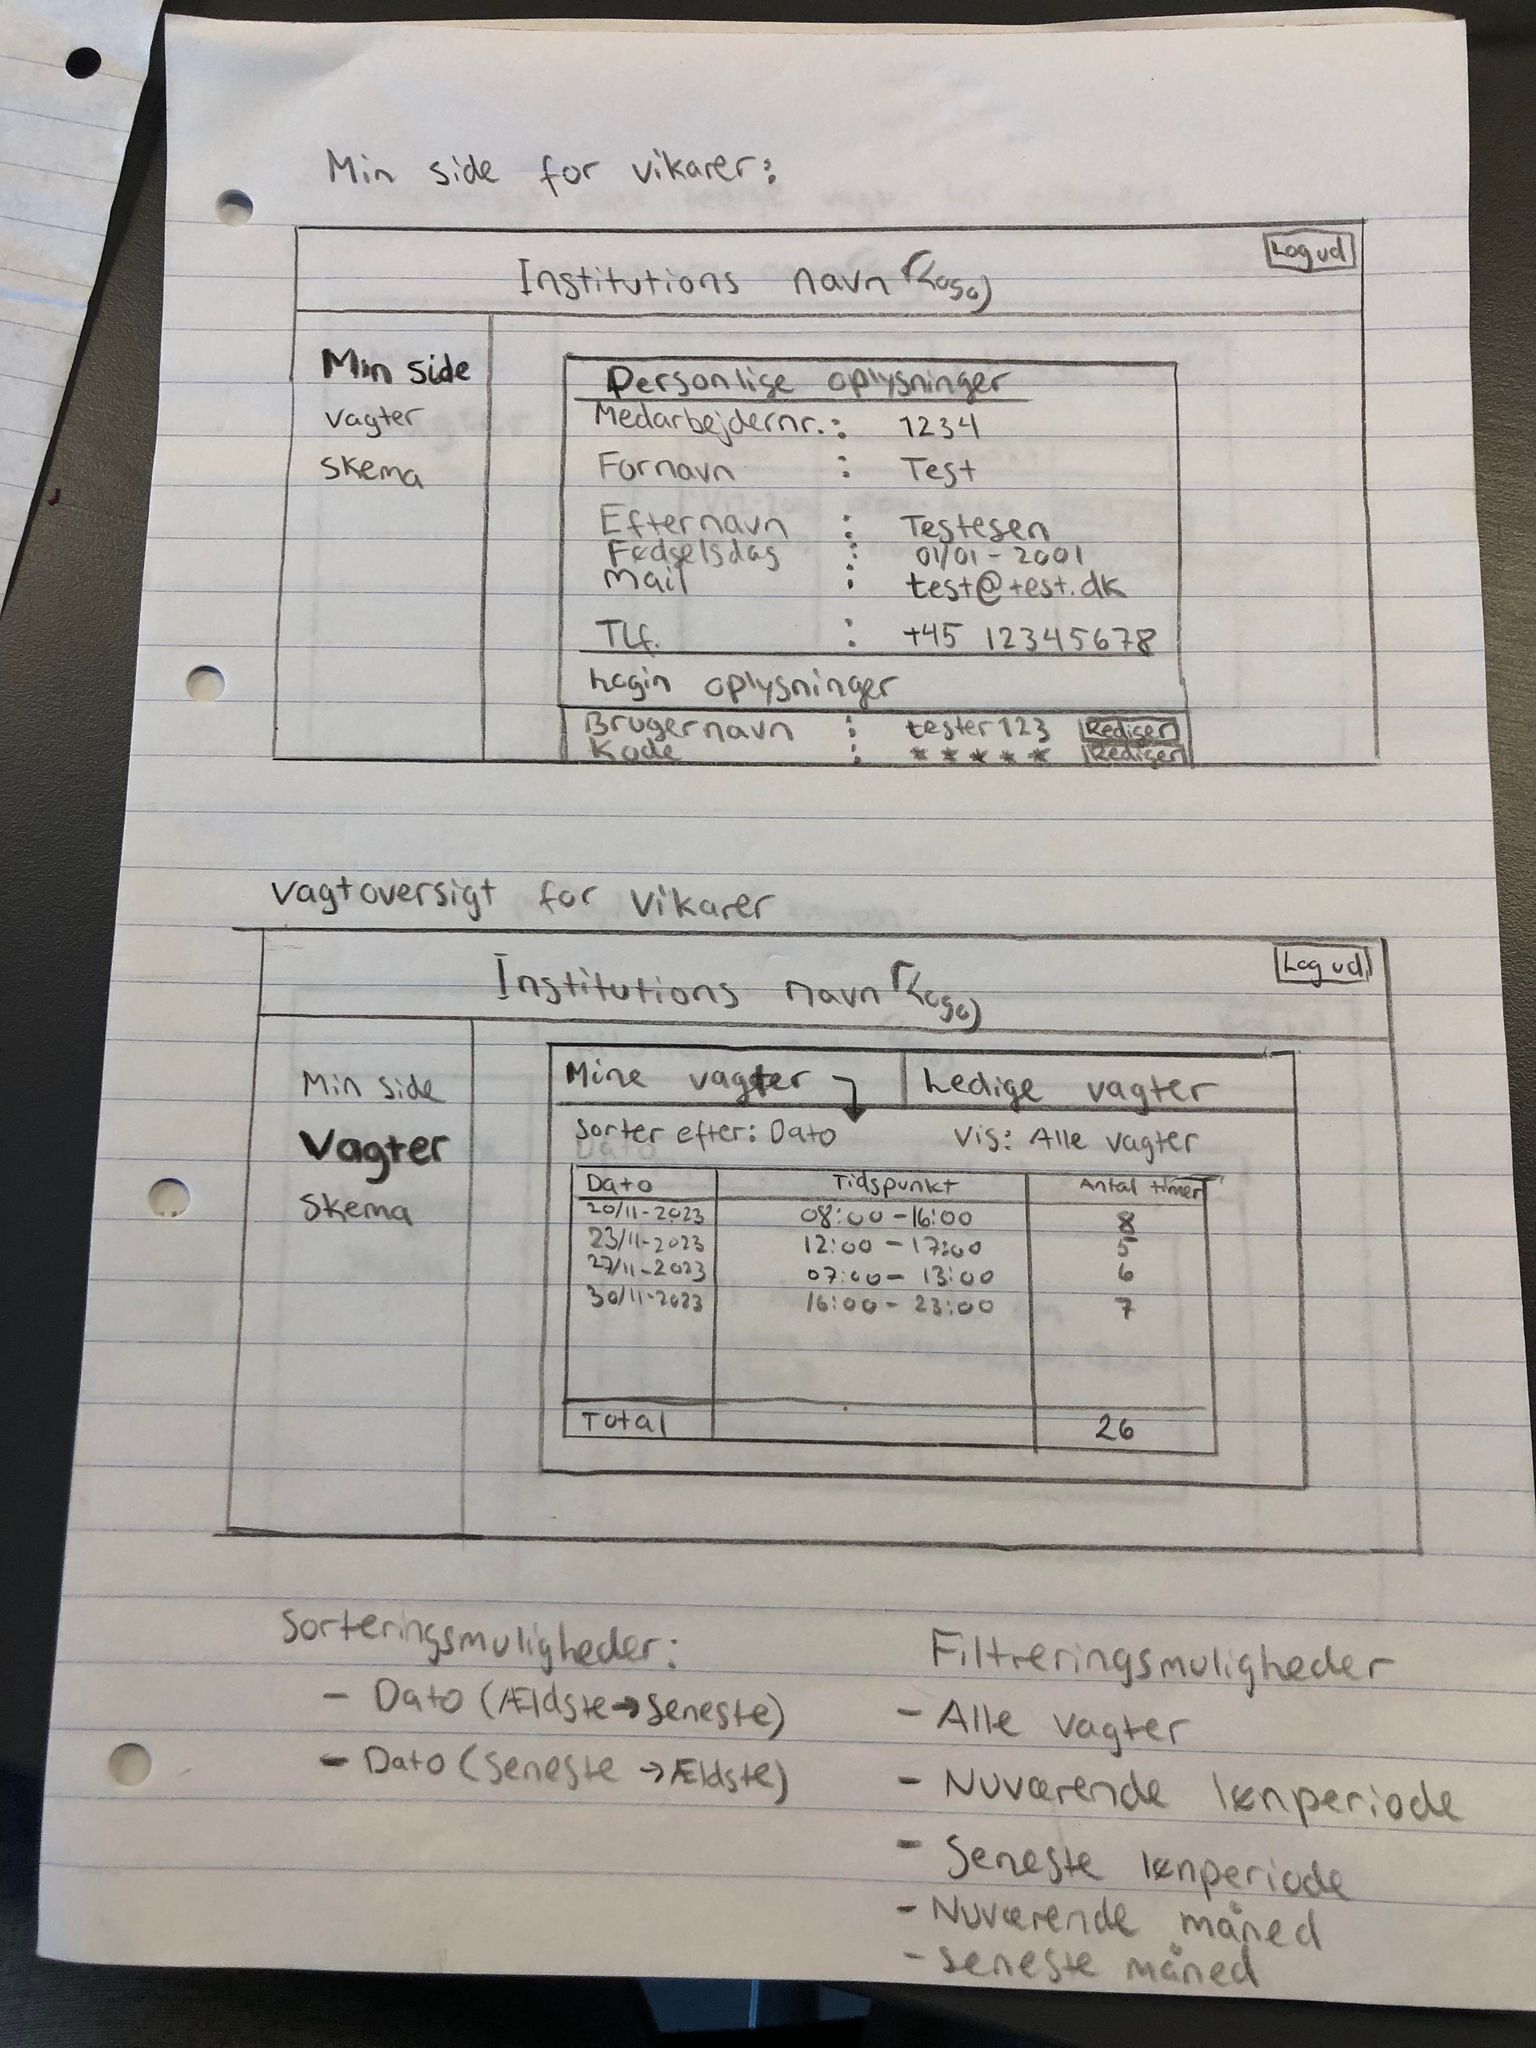 Min side for vikarer:
Log ud
Institutions navn (Logo)
Min side
Vagter
Skema
Personlige oplysninger
Medarbejdernr.: 1234
Fornavn : Test
Efternavn : Testesen
Fødselsdag : 01/01-2001
Mail : test@test.dk
Tlf. : +45 12345678
Login oplysninger
Brugernavn : tester123 Rediger
Kode : ***** Rediger
Vagtoversigt for vikarer
Log ud
Institutions navn (Logo)
Min side
Vagter
Skema
Mine vagter Ledige vagter
Sorter efter: Dato Vis: Alle vagter
Dato Tidspunkt Antal timer
20/11-2023 08:00-16:00 8
23/11-2023 12:00-17:00 5
27/11-2023 07:00-13:00 6
30/11-2023 16:00-23:00 7
Total 26
Sorteringsmuligheder:
- Dato (Ældste→Seneste)
- Dato (Seneste→Ældste)
Filtreringsmuligheder
- Alle vagter
- Nuværende lønperiode
- Seneste lønperiode
- Nuværende måned
- Seneste måned